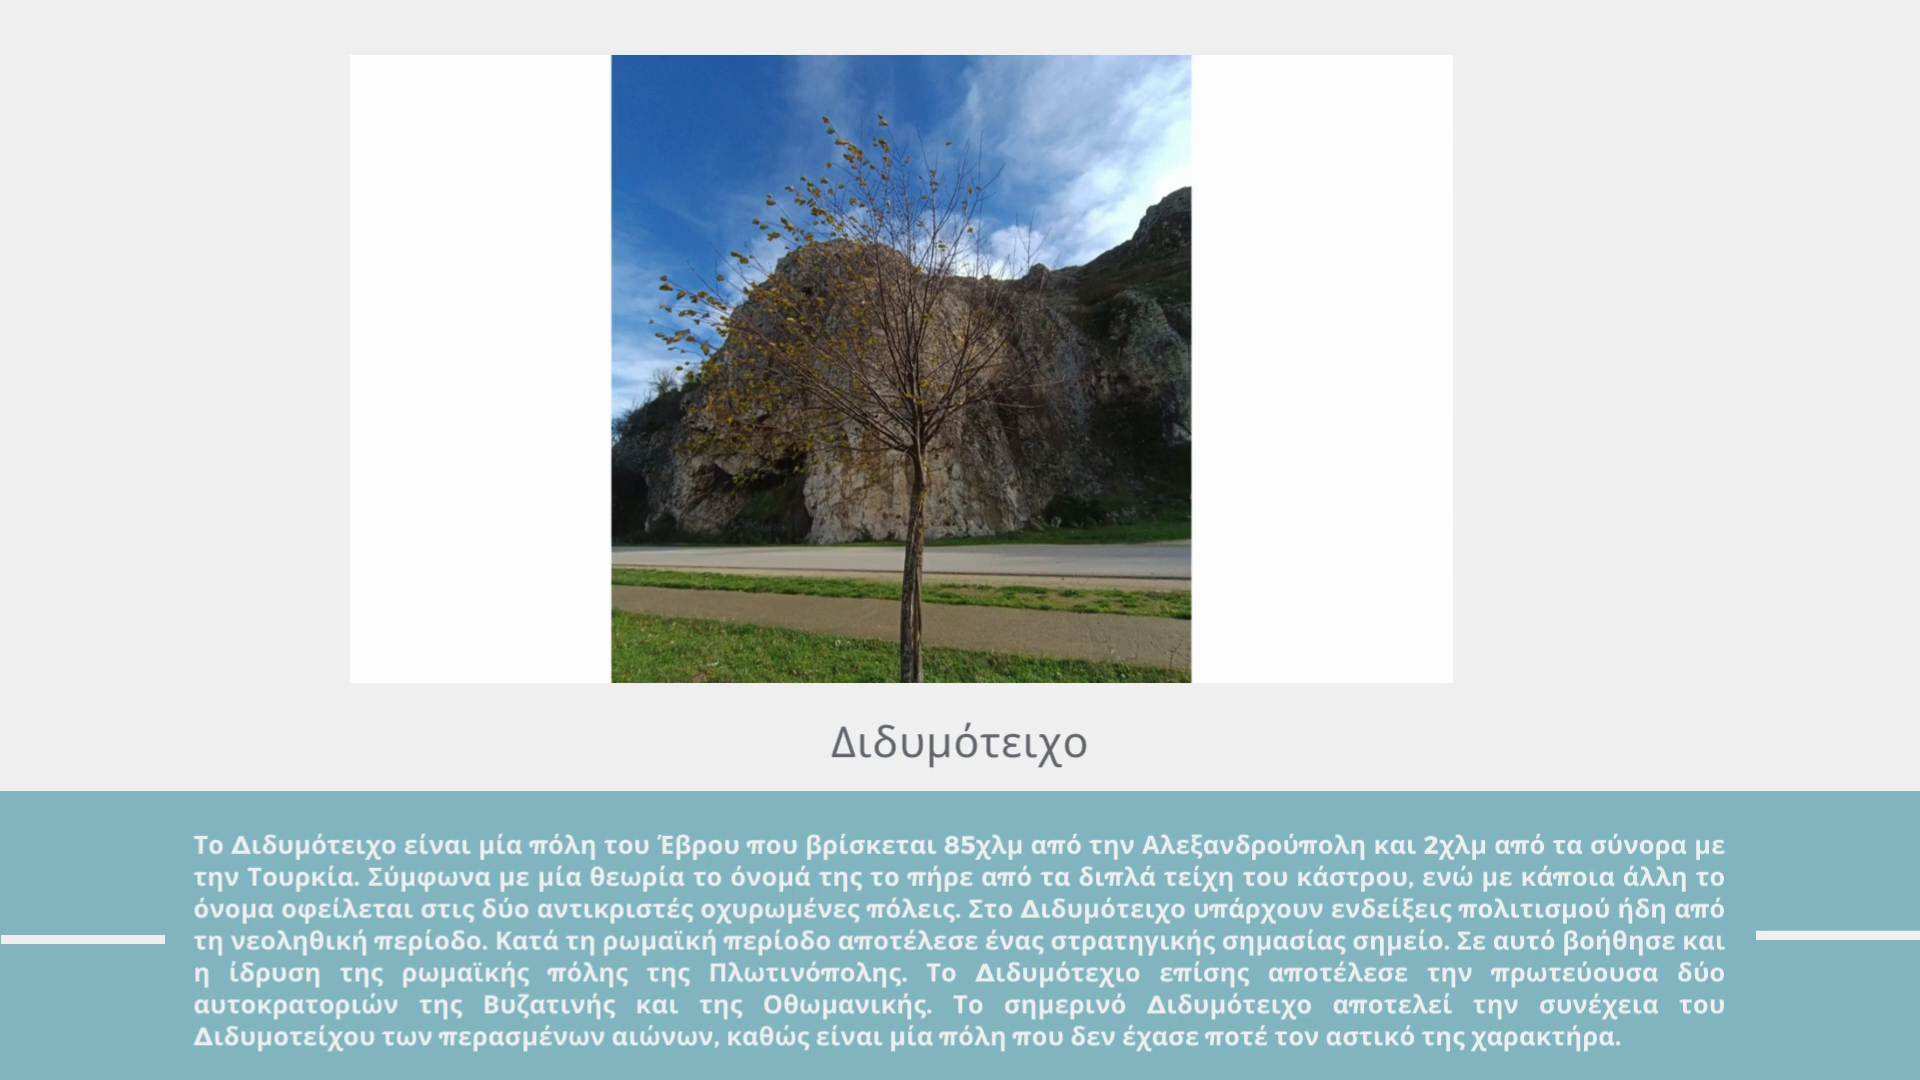 Διδυμότειχο
Το Διδυμότειχο είναι μία πόλη του Έβρου που βρίσκεται 85χλμ από την Αλεξανδρούπολη και 2χλμ από τα σύνορα με
την Τουρκία. Σύμφωνα με μία θεωρία το όνομά της το πήρε από τα διπλά τείχη του κάστρου, ενώ με κάποια άλλη το
όνομα οφείλεται στις δύο αντικριστές οχυρωμένες πόλεις. Στο Διδυμότειχο υπάρχουν ενδείξεις πολιτισμού ήδη από
τη νεοληθική περίοδο. Κατά τη ρωμαϊκή περίοδο αποτέλεσε ένας στρατηγικής σημασίας σημείο. Σε αυτό βοήθησε και
η ίδρυση της ρωμαϊκής πόλης της Πλωτινόπολης. Το Διδυμότεχιο επίσης αποτέλεσε την πρωτεύουσα δύο
αυτοκρατοριών της Βυζατινής και της Οθωμανικής. Το σημερινό Διδυμότειχο αποτελεί την συνέχεια του
Διδυμοτείχου των περασμένων αιώνων, καθώς είναι μία πόλη που δεν έχασε ποτέ τον αστικό της χαρακτήρα.